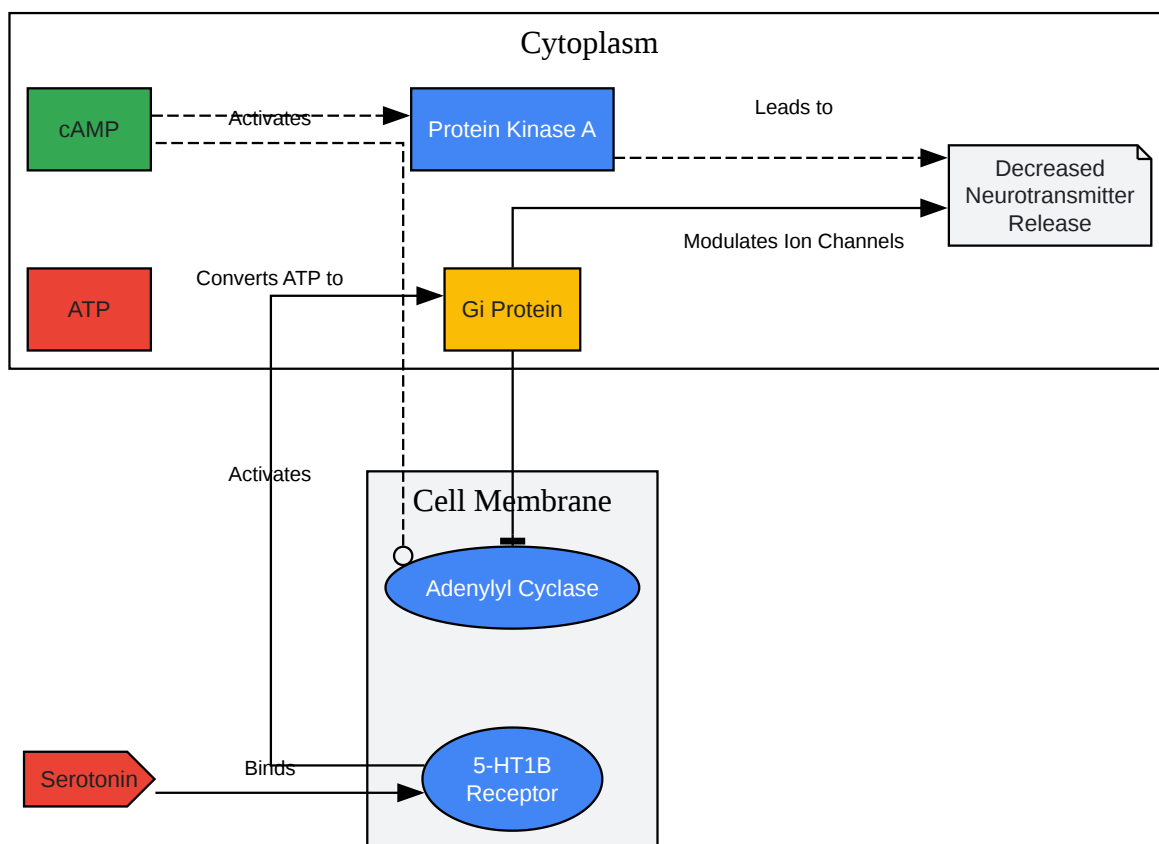 Cytoplasm
cAMP
Activates
Protein Kinase A
Leads to
Decreased
Neurotransmitter
Release
Modulates Ion Channels
Converts ATP to
ATP
Gi Protein
Activates
Cell Membrane
Adenylyl Cyclase
Serotonin
Binds
5-HT1B
Receptor